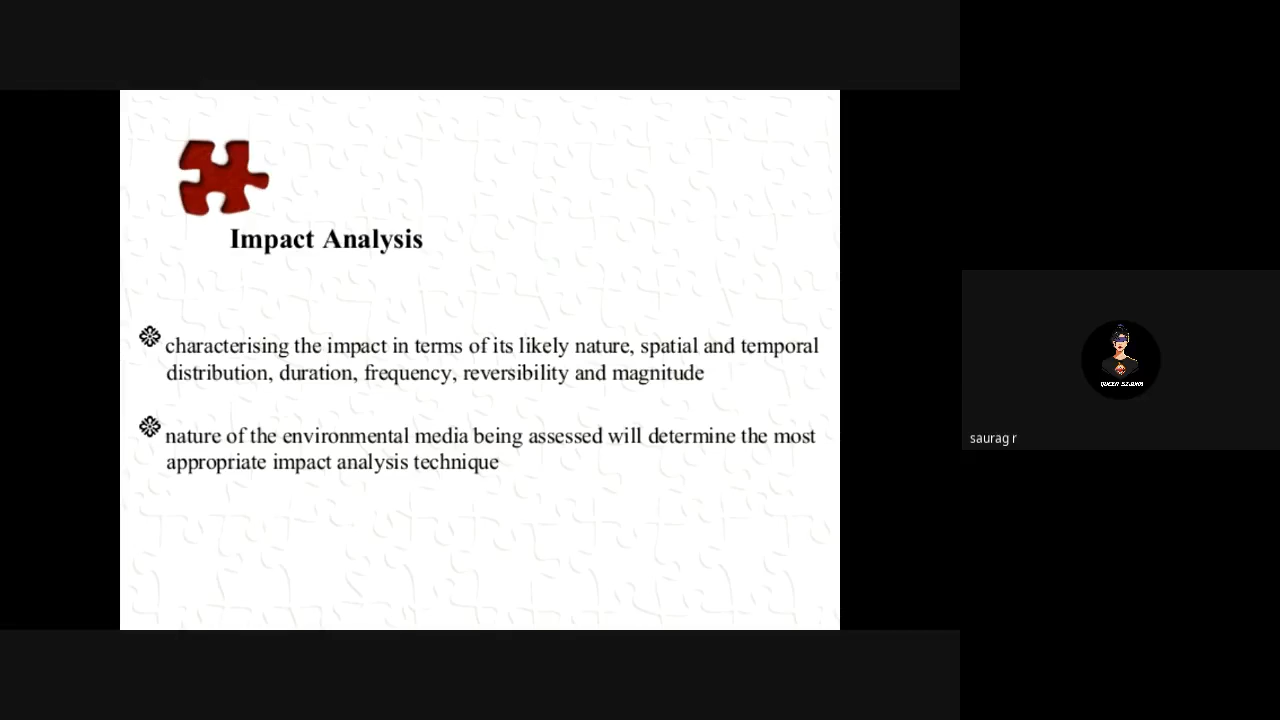 Impact Analysis
characterising the impact in terms of its likely nature, spatial and temporal
distribution, duration, frequency, reversibility and magnitude
nature of the environmental media being assessed will determine the most
appropriate impact analysis technique
saurag r